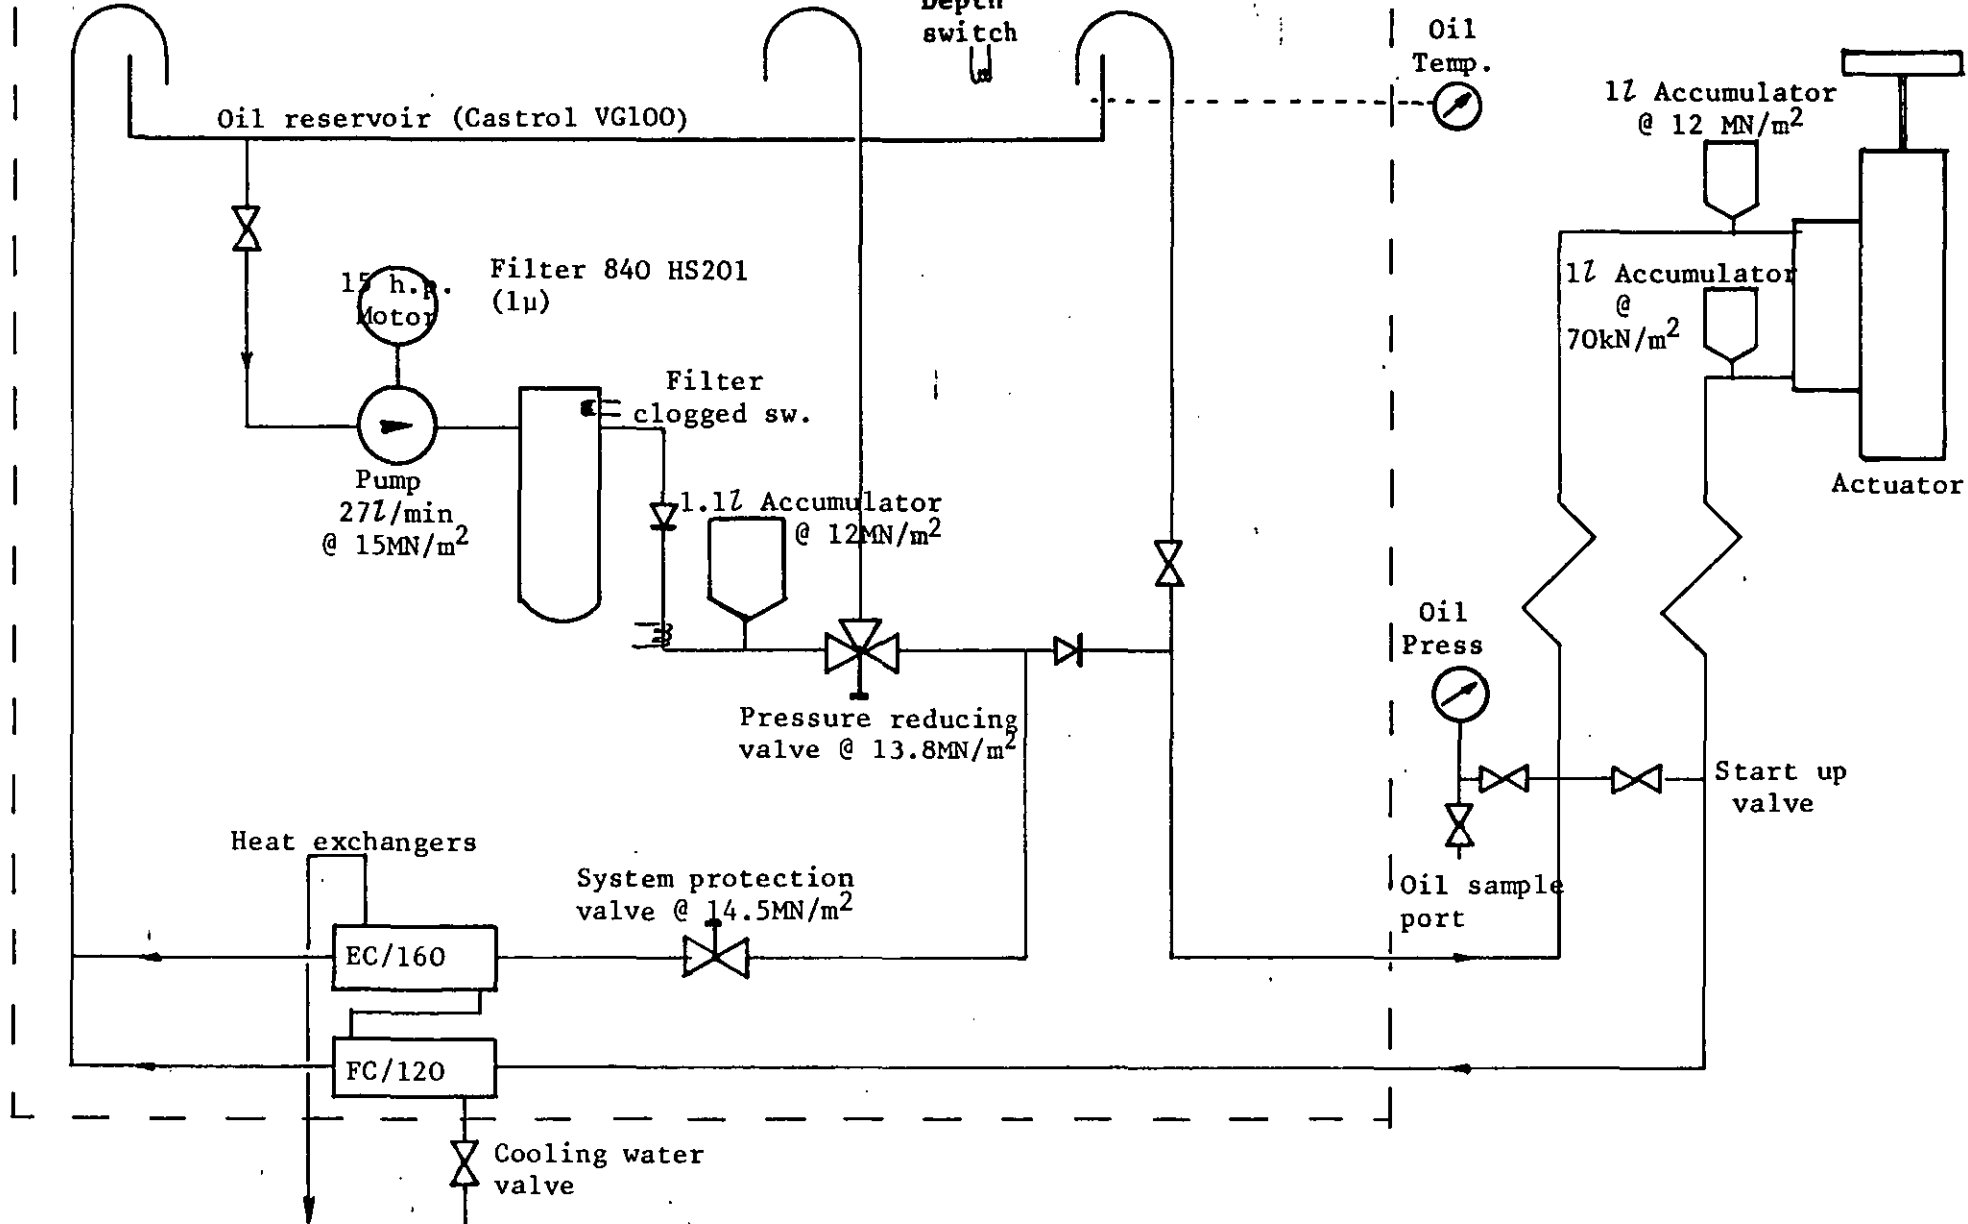 Depth
switch
Oil
Temp.
1l Accumulator
@ 12 MN/m²
Oil reservoir (Castrol VG100)
15 h.p.
Motor
Filter 840 HS201
(1μ)
1l Accumulator
@
70kN/m²
Filter
clogged sw.
Pump
27l/min
@ 15MN/m²
1.1l Accumulator
@ 12MN/m²
Actuator
Oil
Press
Pressure reducing
valve @ 13.8MN/m²
Start up
valve
Heat exchangers
System protection
valve @ 14.5MN/m²
Oil sample
port
EC/160
FC/120
Cooling water
valve